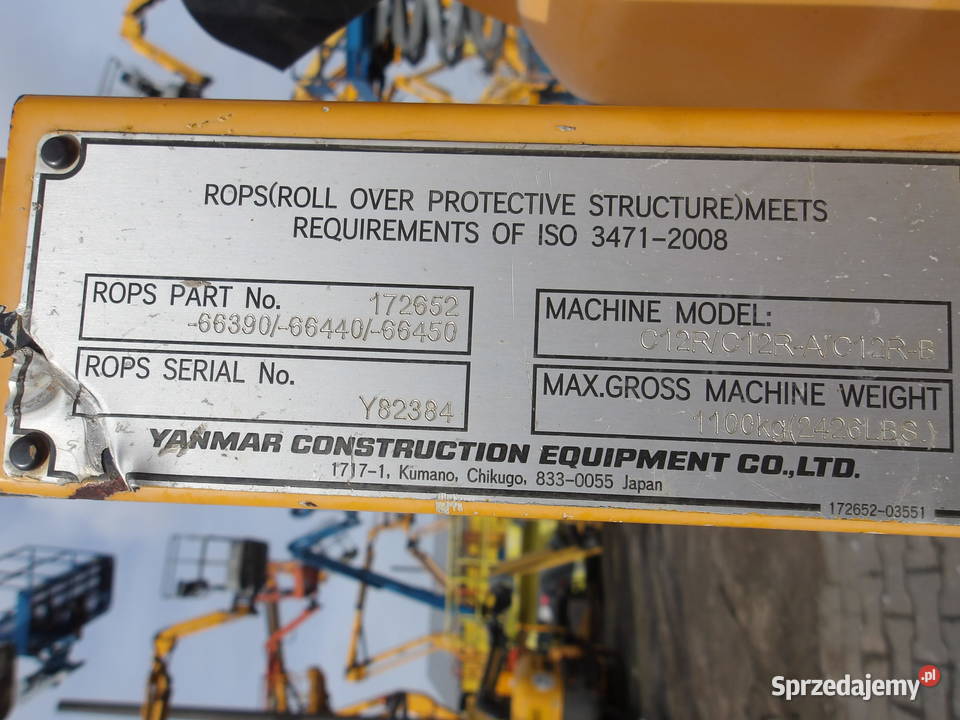 ROPS(ROLL OVER PROTECTIVE STRUCTURE)MEETS
REQUIREMENTS OF ISO 3471-2008
ROPS PART No. 172652
-66390/-66440/-66450
ROPS SERIAL No.
Y82384
MACHINE MODEL:
C12R/C12R-A/C12R-B
MAX.GROSS MACHINE WEIGHT
1100kg(2426LBS.)
YANMAR CONSTRUCTION EQUIPMENT CO.,LTD.
1717-1, Kumano, Chikugo, 833-0055 Japan
172652-03551
Sprzedajemy.pl